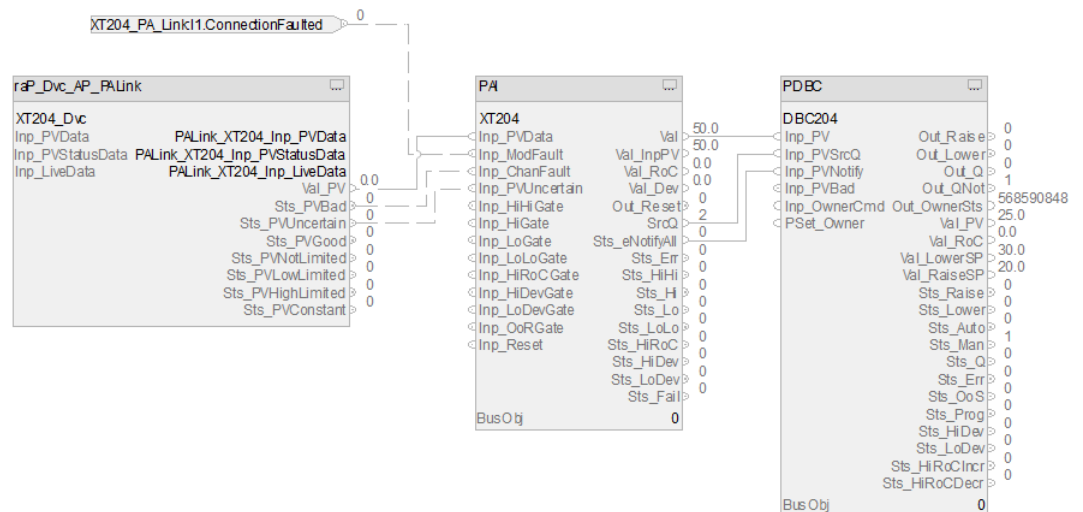 XT204_PA_Link:I1.ConnectionFaulted 0
raP_Dvc_AP_PALink
XT204_Dvc
Inp_PVData PALink_XT204_Inp_PVData
Inp_PVStatusData PALink_XT204_Inp_PVStatusData
Inp_LiveData PALink_XT204_Inp_LiveData
Val_PV 0.0
Sts_PVBad 0
Sts_PVUncertain 0
Sts_PVGood 0
Sts_PVNotLimited 0
Sts_PVLowLimited 0
Sts_PVHighLimited 0
Sts_PVConstant 0
PAI
XT204
Inp_PVData Val 50.0
Inp_ModFault Val_InpPV 50.0
Inp_ChanFault Val_RoC 0.0
Inp_PVUncertain Val_Dev 0.0
Inp_HiHiGate Out_Reset 0
Inp_HiGate SrcQ 2
Inp_LoGate Sts_eNotifyAll 0
Inp_LoLoGate Sts_Err 0
Inp_HiRoCGate Sts_HiHi 0
Inp_HiDevGate Sts_Hi 0
Inp_LoDevGate Sts_Lo 0
Inp_OoRGate Sts_LoLo 0
Inp_Reset Sts_HiRoC 0
Sts_HiDev 0
Sts_LoDev 0
Sts_Fail 0
BusObj 0
PDBC
DBC204
Inp_PV Out_Raise 0
Inp_PVSrcQ Out_Lower 0
Inp_PVNotify Out_Q 0
Inp_PVBad Out_QNot 1
Inp_OwnerCmd Out_OwnerSts 568590848
PSet_Owner Val_PV 25.0
Val_RoC 0.0
Val_LowerSP 30.0
Val_RaiseSP 20.0
Sts_Raise 0
Sts_Lower 0
Sts_Auto 0
Sts_Man 1
Sts_Q 0
Sts_Err 0
Sts_OoS 0
Sts_Prog 0
Sts_HiDev 0
Sts_LoDev 0
Sts_HiRoCIncr 0
Sts_HiRoCDecr 0
BusObj 0